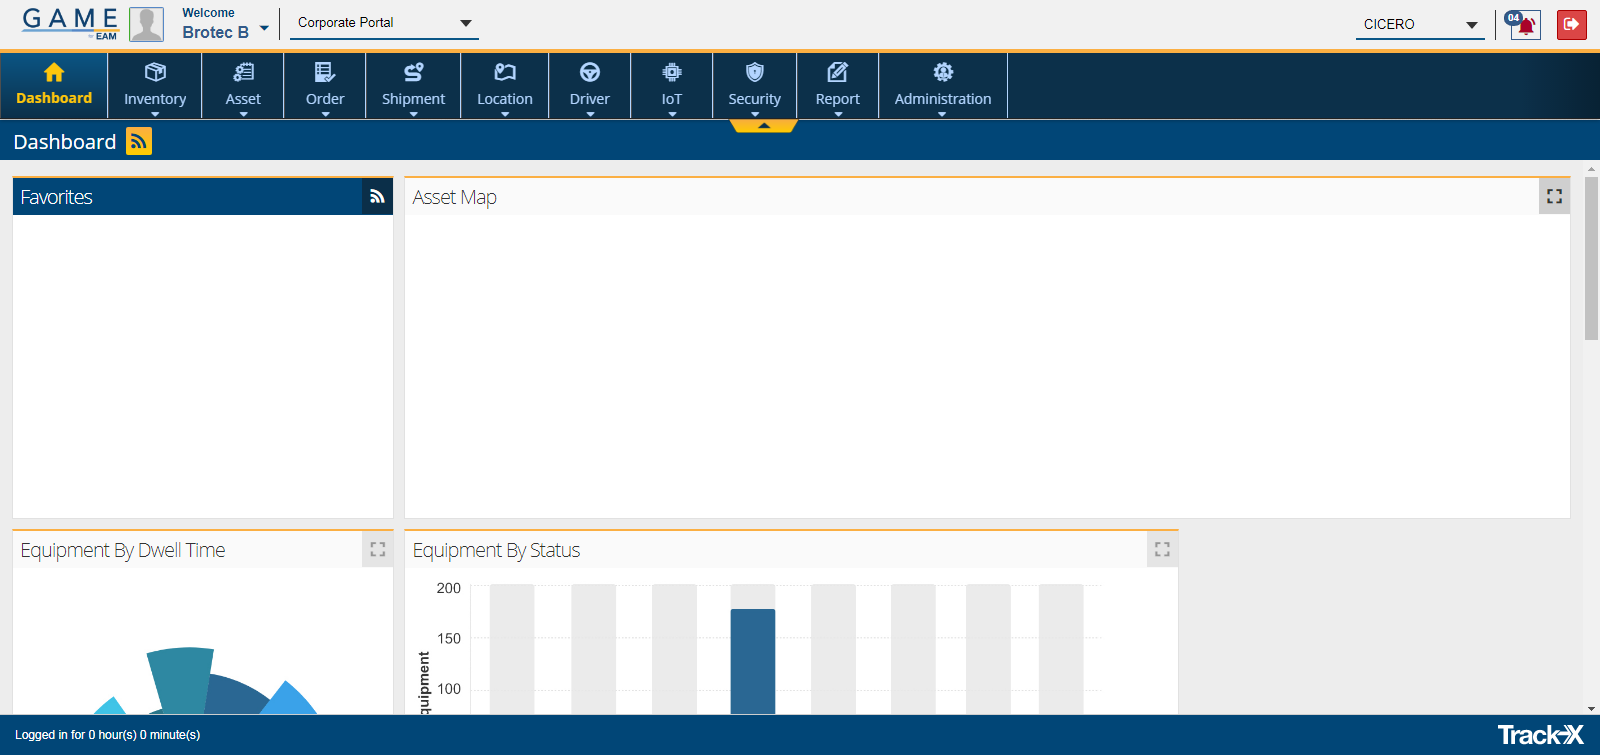 GAME
EAM
Welcome
Brotec B
Corporate Portal
CICERO
04
Dashboard
Inventory
Asset
Order
Shipment
Location
Driver
IoT
Security
Report
Administration
Dashboard
Favorites
Asset Map
Equipment By Dwell Time
Equipment By Status
200
150
100
Logged in for 0 hour(s) 0 minute(s)
Track-X